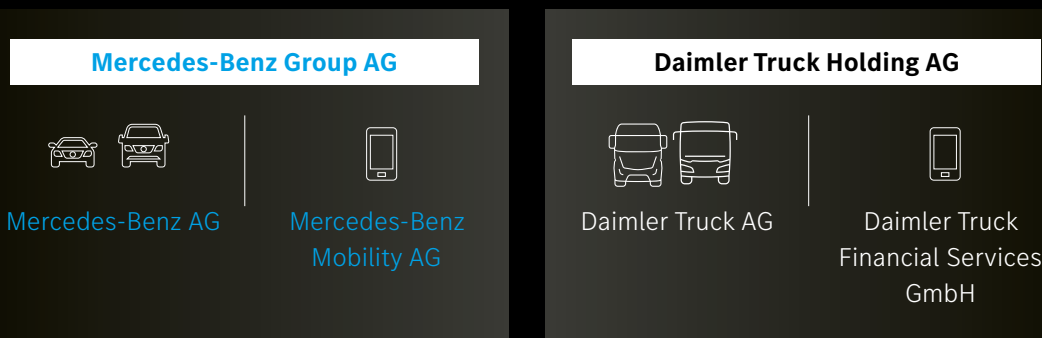 Mercedes-Benz Group AG
Mercedes-Benz AG
Mercedes-Benz
Mobility AG
Daimler Truck Holding AG
Daimler Truck AG
Daimler Truck
Financial Services
GmbH